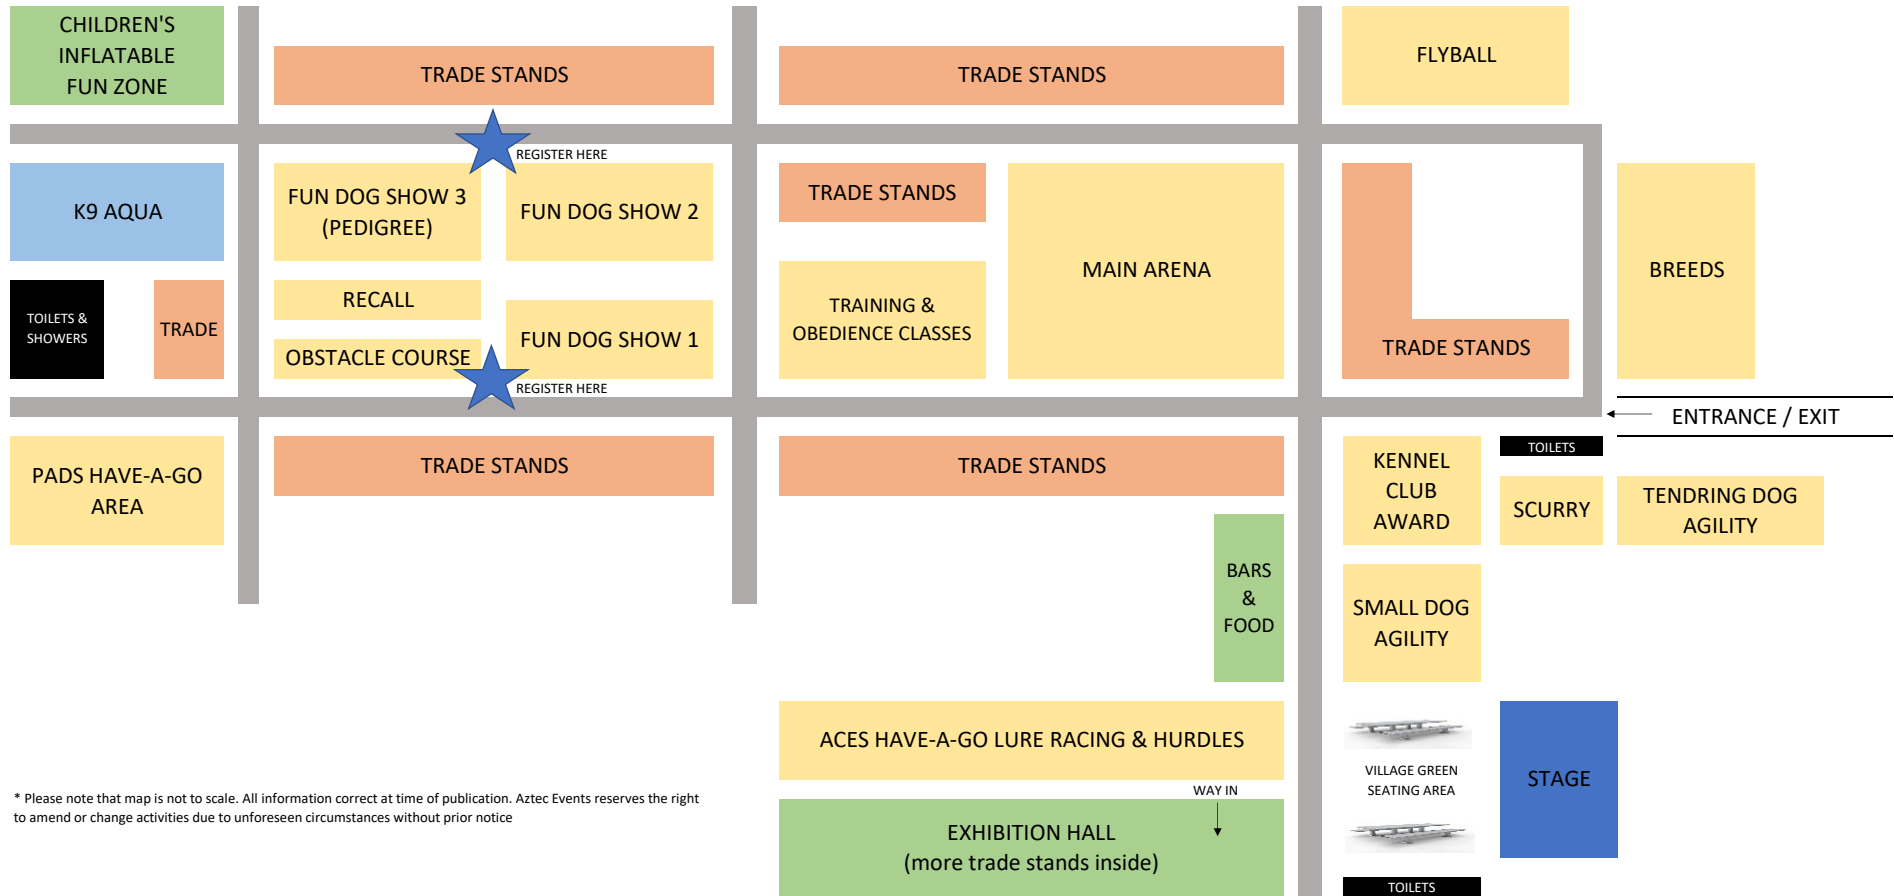 CHILDREN'S
INFLATABLE
FUN ZONE
TRADE STANDS
TRADE STANDS
FLYBALL
REGISTER HERE
K9 AQUA
FUN DOG SHOW 3
(PEDIGREE)
FUN DOG SHOW 2
TRADE STANDS
MAIN ARENA
BREEDS
TOILETS &
SHOWERS
TRADE
RECALL
OBSTACLE COURSE
FUN DOG SHOW 1
REGISTER HERE
TRAINING &
OBEDIENCE CLASSES
TRADE STANDS
ENTRANCE / EXIT
PADS HAVE-A-GO
AREA
TRADE STANDS
TRADE STANDS
KENNEL
CLUB
AWARD
TOILETS
SCURRY
TENDRING DOG
AGILITY
BARS
&
FOOD
SMALL DOG
AGILITY
ACES HAVE-A-GO LURE RACING & HURDLES
VILLAGE GREEN
SEATING AREA
STAGE
WAY IN
EXHIBITION HALL
(more trade stands inside)
TOILETS
* Please note that map is not to scale. All information correct at time of publication. Aztec Events reserves the right
to amend or change activities due to unforeseen circumstances without prior notice